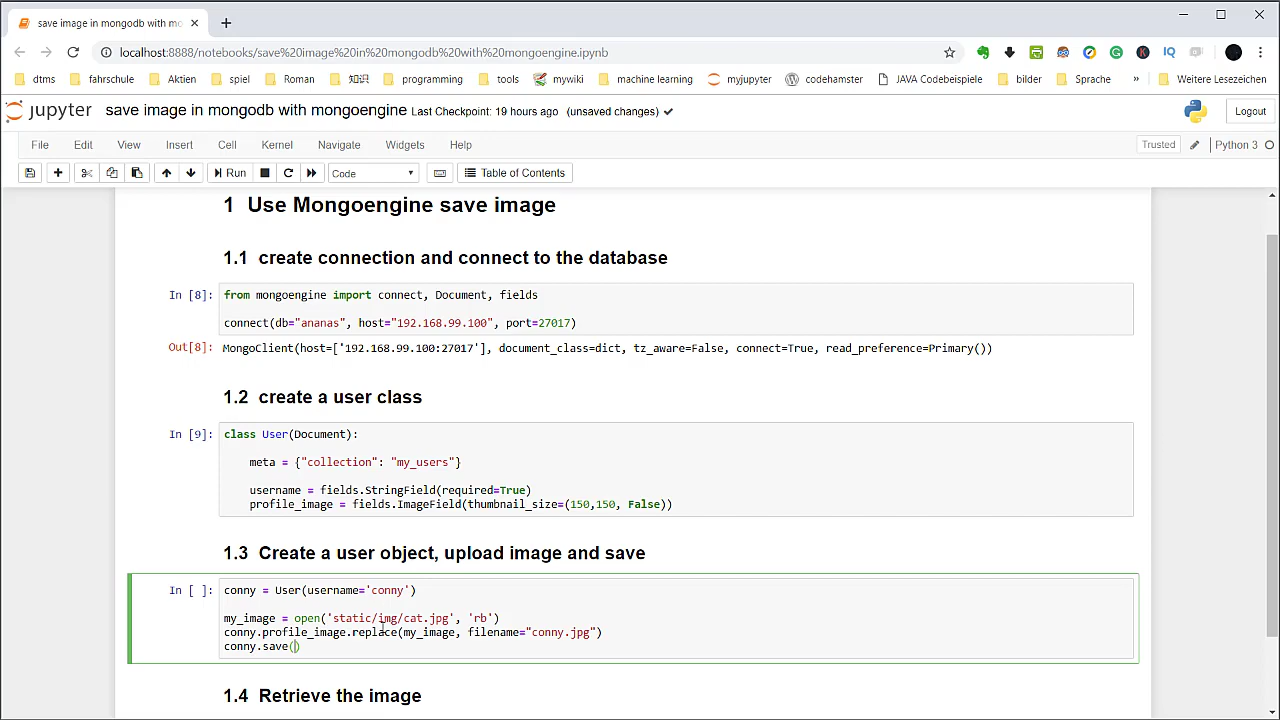 save image in mongodb with mo
localhost:8888/notebooks/save%20image%20in%20mongodb%20with%20mongoengine.ipynb
dtms fahrschule Aktien spiel Roman 知识 programming tools mywiki machine learning myjupyter codehamster JAVA Codebeispiele bilder Sprache » Weitere Lesezeichen
jupyter save image in mongodb with mongoengine Last Checkpoint: 19 hours ago (unsaved changes) Logout
File Edit View Insert Cell Kernel Navigate Widgets Help Trusted Python 3
Run Code Table of Contents
1 Use Mongoengine save image
1.1 create connection and connect to the database
In [8]: from mongoengine import connect, Document, fields
connect(db="ananas", host="192.168.99.100", port=27017)
Out[8]: MongoClient(host=['192.168.99.100:27017'], document_class=dict, tz_aware=False, connect=True, read_preference=Primary())
1.2 create a user class
In [9]: class User(Document):
meta = {"collection": "my_users"}
username = fields.StringField(required=True)
profile_image = fields.ImageField(thumbnail_size=(150,150, False))
1.3 Create a user object, upload image and save
In [ ]: conny = User(username='conny')
my_image = open('static/img/cat.jpg', 'rb')
conny.profile_image.replace(my_image, filename="conny.jpg")
conny.save()
1.4 Retrieve the image